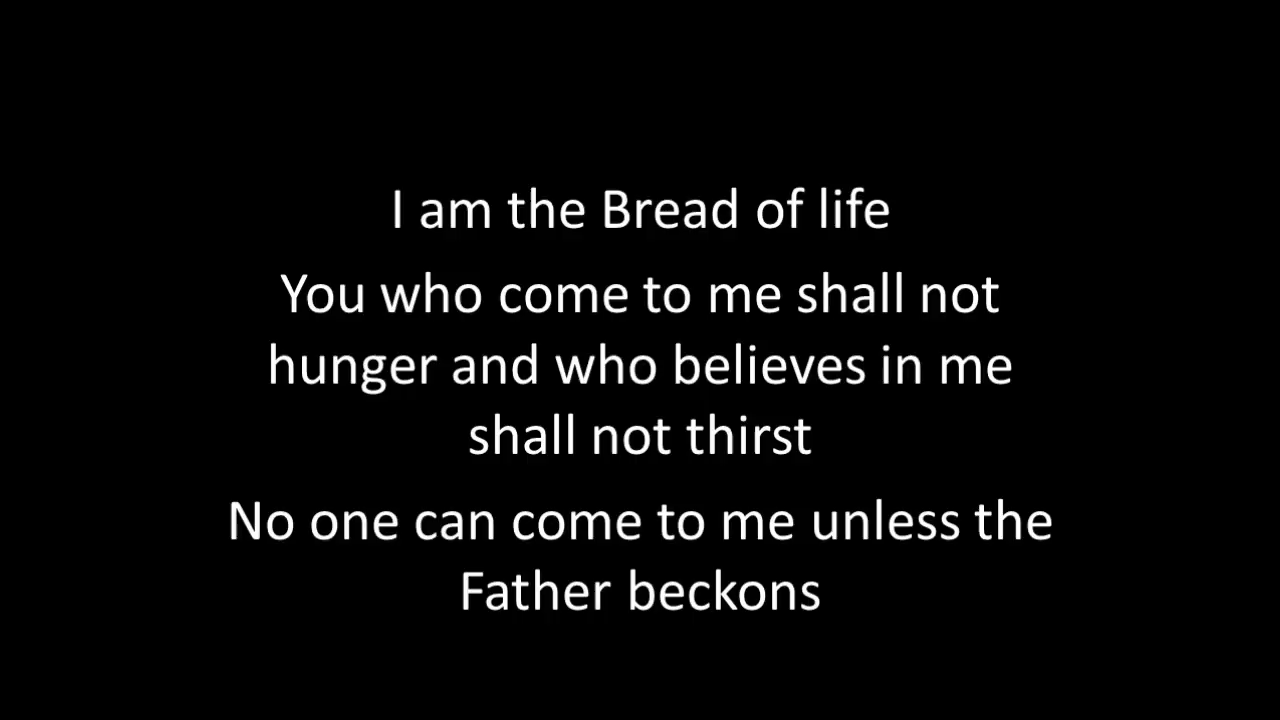 I am the Bread of life
You who come to me shall not
hunger and who believes in me
shall not thirst
No one can come to me unless the
Father beckons